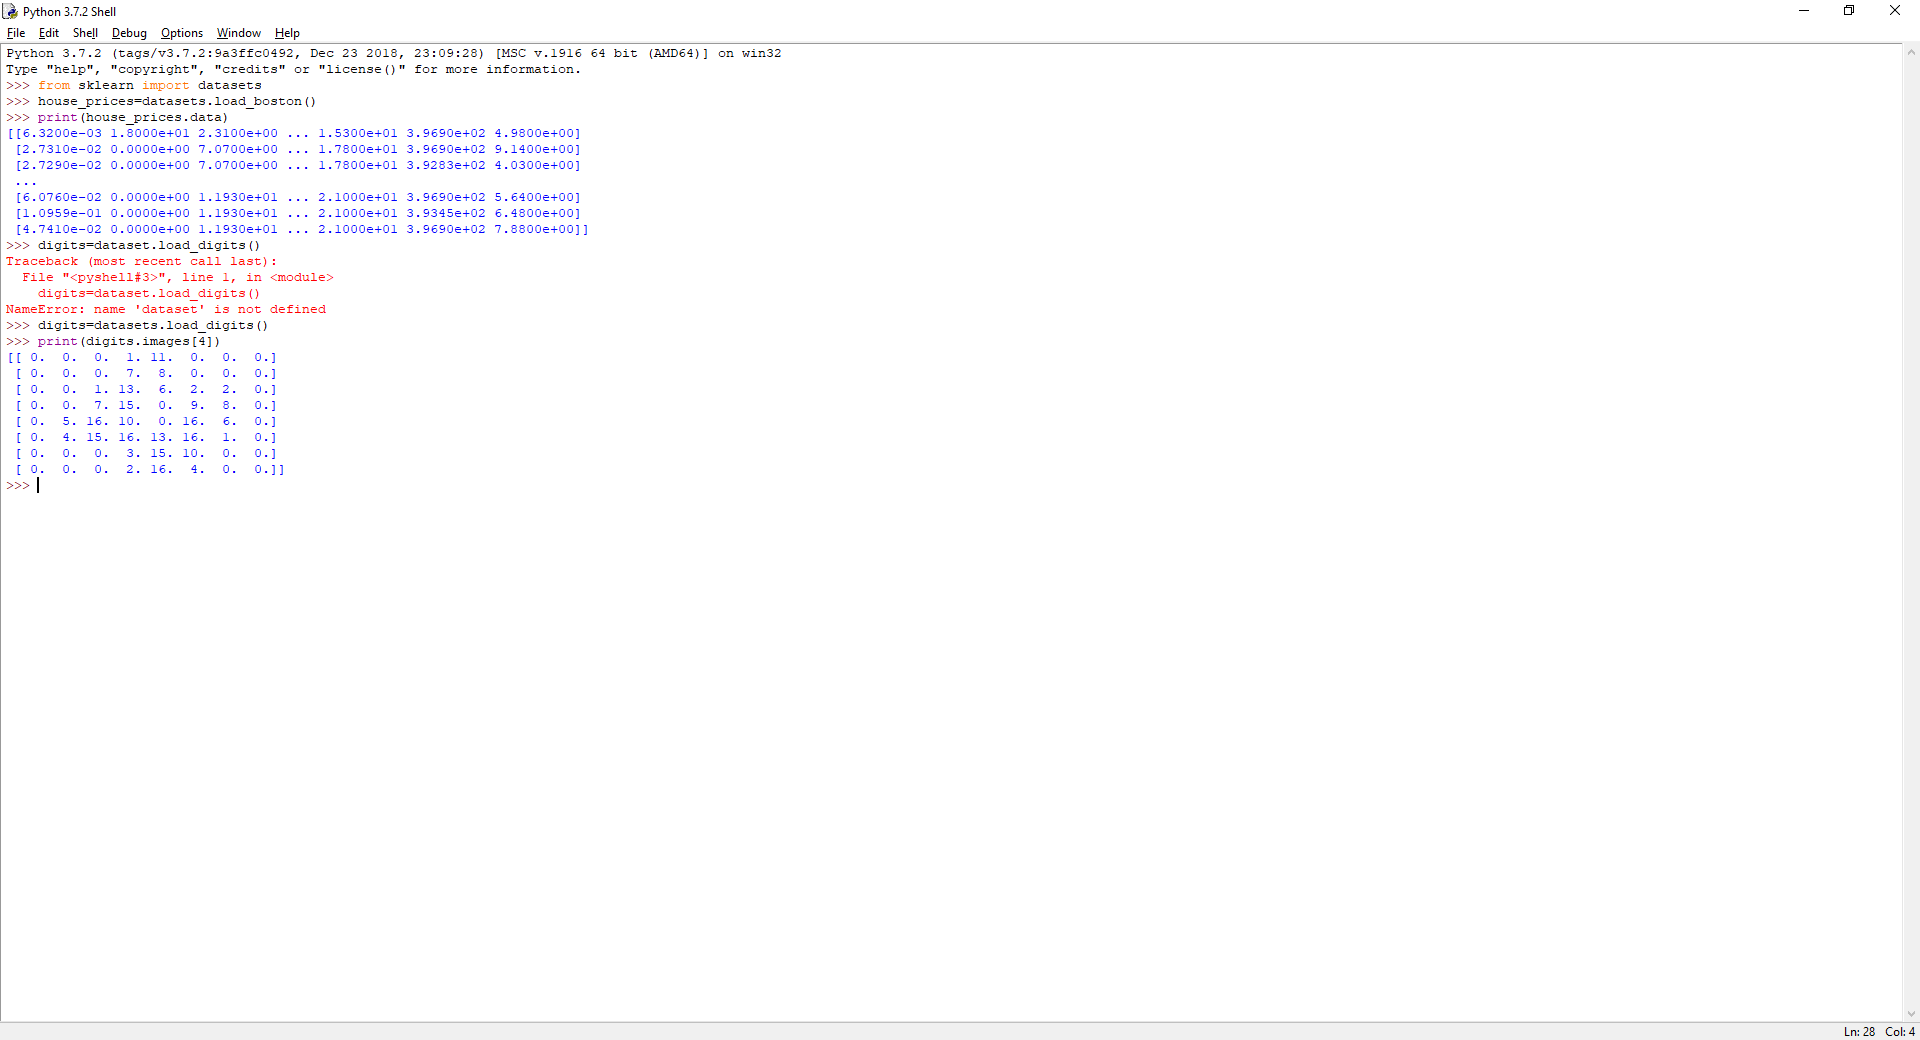 Python 3.7.2 Shell
File Edit Shell Debug Options Window Help
Python 3.7.2 (tags/v3.7.2:9a3ffc0492, Dec 23 2018, 23:09:28) [MSC v.1916 64 bit (AMD64)] on win32
Type "help", "copyright", "credits" or "license()" for more information.
>>> from sklearn import datasets
>>> house_prices=datasets.load_boston()
>>> print(house_prices.data)
[[6.3200e-03 1.8000e+01 2.3100e+00 ... 1.5300e+01 3.9690e+02 4.9800e+00]
 [2.7310e-02 0.0000e+00 7.0700e+00 ... 1.7800e+01 3.9690e+02 9.1400e+00]
 [2.7290e-02 0.0000e+00 7.0700e+00 ... 1.7800e+01 3.9283e+02 4.0300e+00]
 ...
 [6.0760e-02 0.0000e+00 1.1930e+01 ... 2.1000e+01 3.9690e+02 5.6400e+00]
 [1.0959e-01 0.0000e+00 1.1930e+01 ... 2.1000e+01 3.9345e+02 6.4800e+00]
 [4.7410e-02 0.0000e+00 1.1930e+01 ... 2.1000e+01 3.9690e+02 7.8800e+00]]
>>> digits=dataset.load_digits()
Traceback (most recent call last):
  File "<pyshell#3>", line 1, in <module>
    digits=dataset.load_digits()
NameError: name 'dataset' is not defined
>>> digits=datasets.load_digits()
>>> print(digits.images[4])
[[ 0.  0.  0.  1. 11.  0.  0.  0.]
 [ 0.  0.  0.  7.  8.  0.  0.  0.]
 [ 0.  0.  1. 13.  6.  2.  2.  0.]
 [ 0.  0.  7. 15.  0.  9.  8.  0.]
 [ 0.  5. 16. 10.  0. 16.  6.  0.]
 [ 0.  4. 15. 16. 13. 16.  1.  0.]
 [ 0.  0.  0.  3. 15. 10.  0.  0.]
 [ 0.  0.  0.  2. 16.  4.  0.  0.]]
>>>
Ln: 28 Col: 4